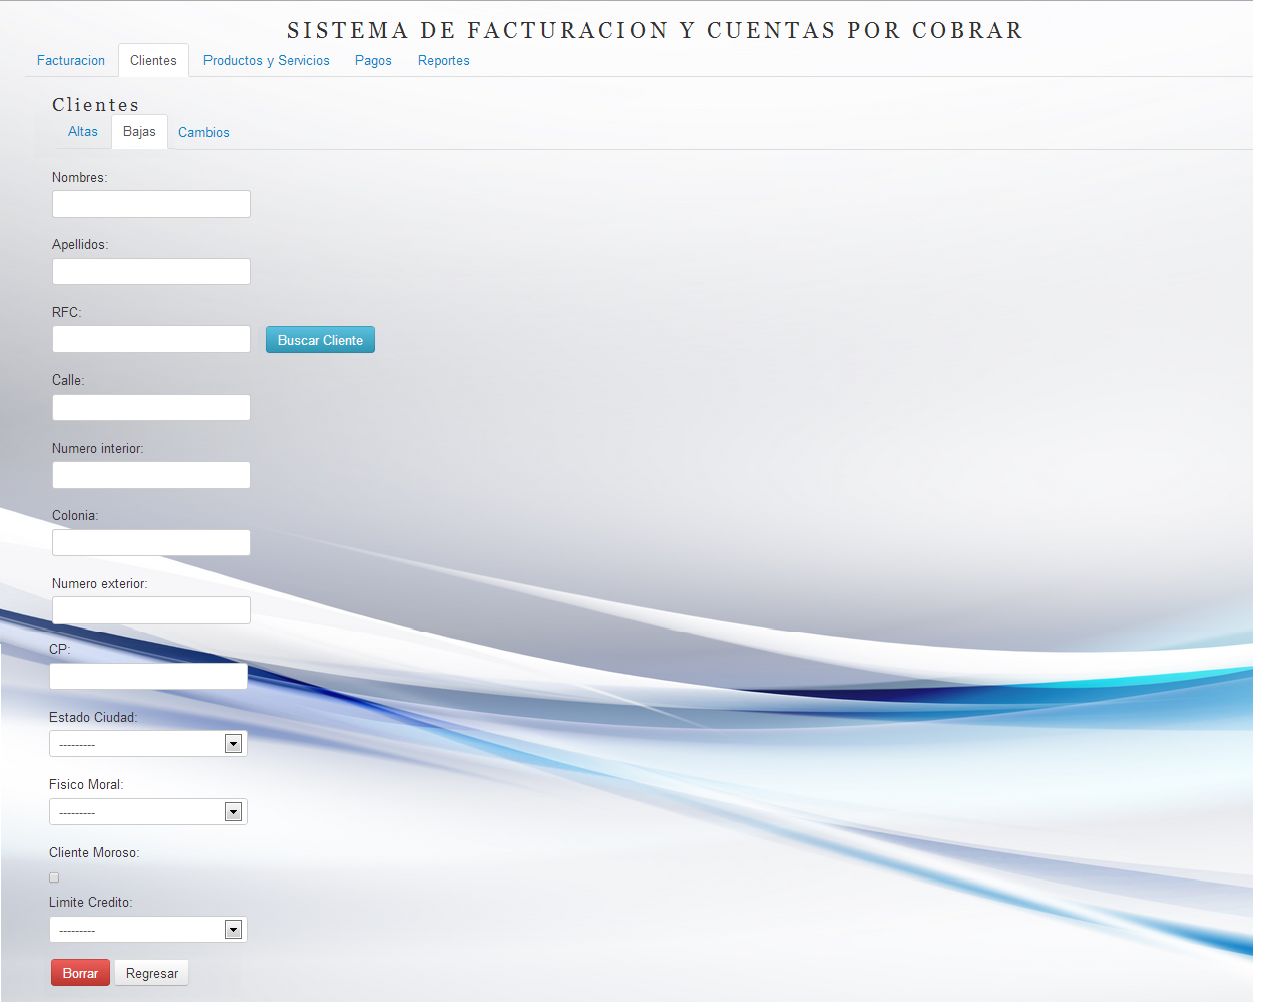 SISTEMA DE FACTURACION Y CUENTAS POR COBRAR
Facturacion Clientes Productos y Servicios Pagos Reportes
Clientes
Altas Bajas Cambios
Nombres:
Apellidos:
RFC:
Buscar Cliente
Calle:
Numero interior:
Colonia:
Numero exterior:
CP:
Estado Ciudad:
---------
Fisico Moral:
---------
Cliente Moroso:
Limite Credito:
---------
Borrar Regresar